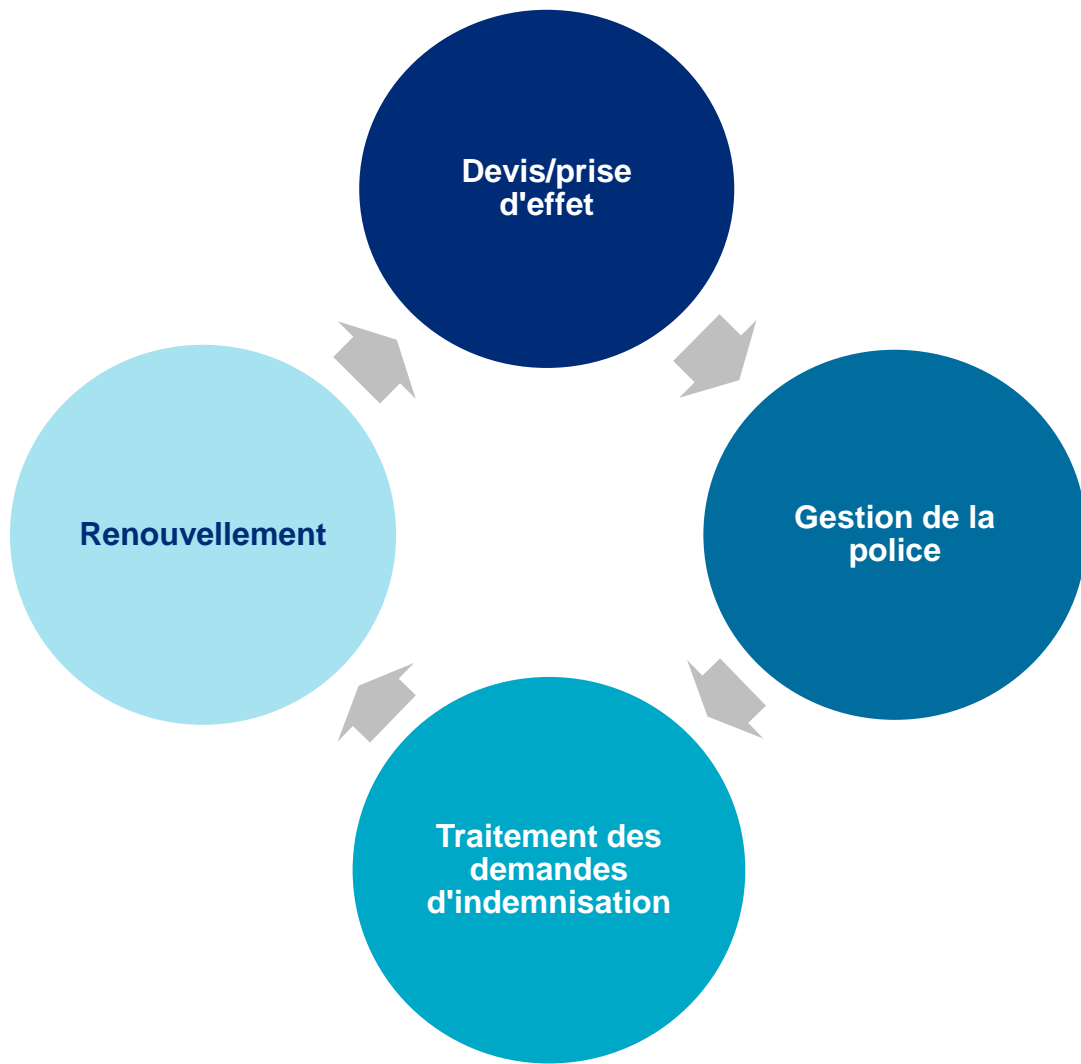 Devis/prise
d'effet
Gestion de la
police
Traitement des
demandes
d'indemnisation
Renouvellement